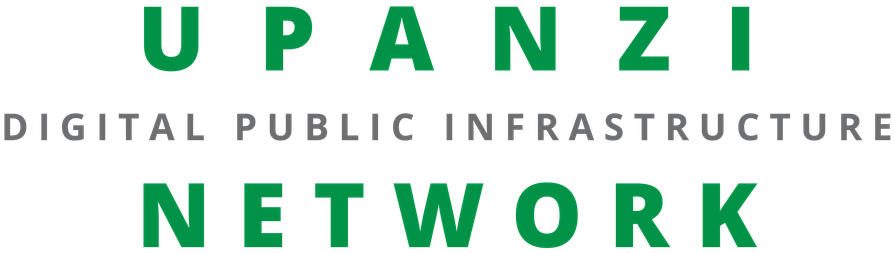 UPANZI
DIGITAL PUBLIC INFRASTRUCTURE
NETWORK